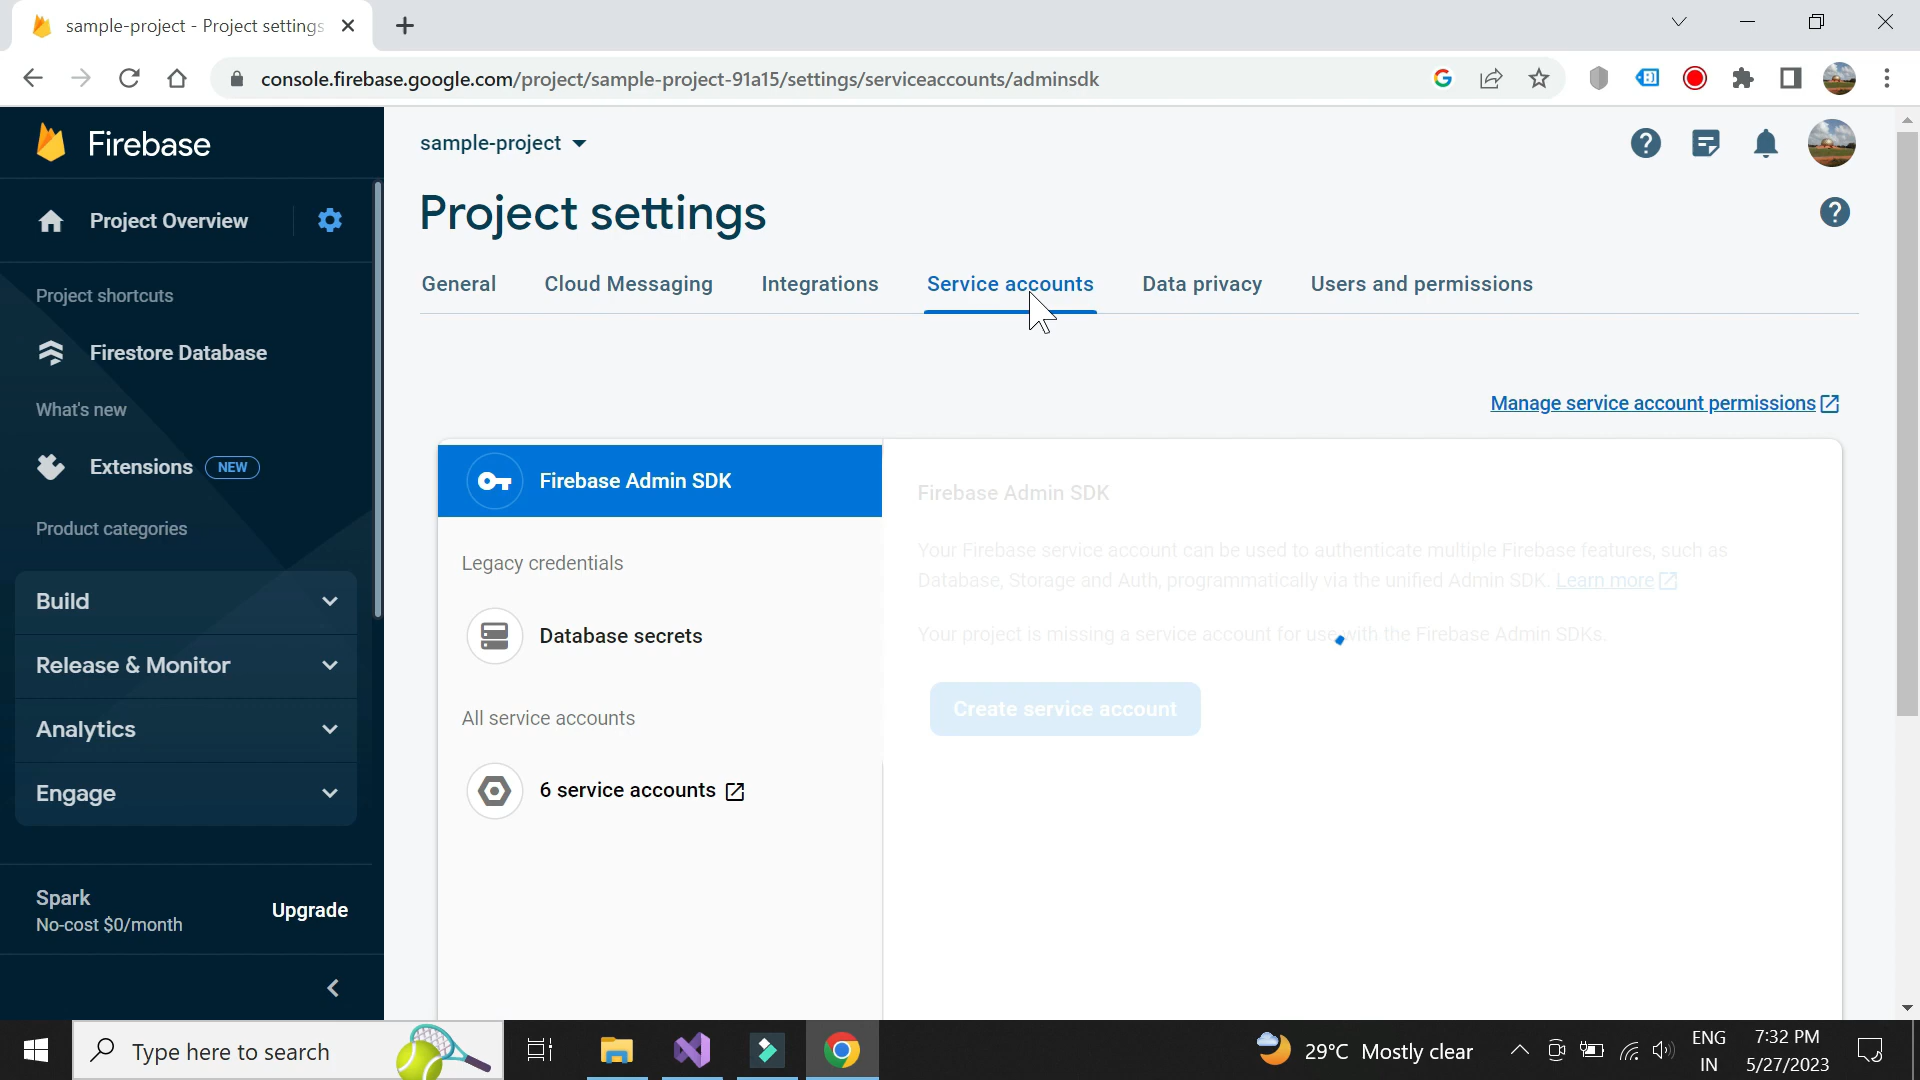 sample-project - Project settings
console.firebase.google.com/project/sample-project-91a15/settings/serviceaccounts/adminsdk
Firebase
Project Overview
Project shortcuts
Firestore Database
What's new
Extensions NEW
Product categories
Build
Release & Monitor
Analytics
Engage
Spark
No-cost $0/month
Upgrade
sample-project
Project settings
General Cloud Messaging Integrations Service accounts Data privacy Users and permissions
Manage service account permissions
Firebase Admin SDK
Legacy credentials
Database secrets
All service accounts
6 service accounts
Firebase Admin SDK
Your Firebase service account can be used to authenticate multiple Firebase features, such as
Database, Storage and Auth, programmatically via the unified Admin SDK. Learn more
Your project is missing a service account for use with the Firebase Admin SDKs.
Create service account
Type here to search
29°C Mostly clear
ENG
IN
7:32 PM
5/27/2023